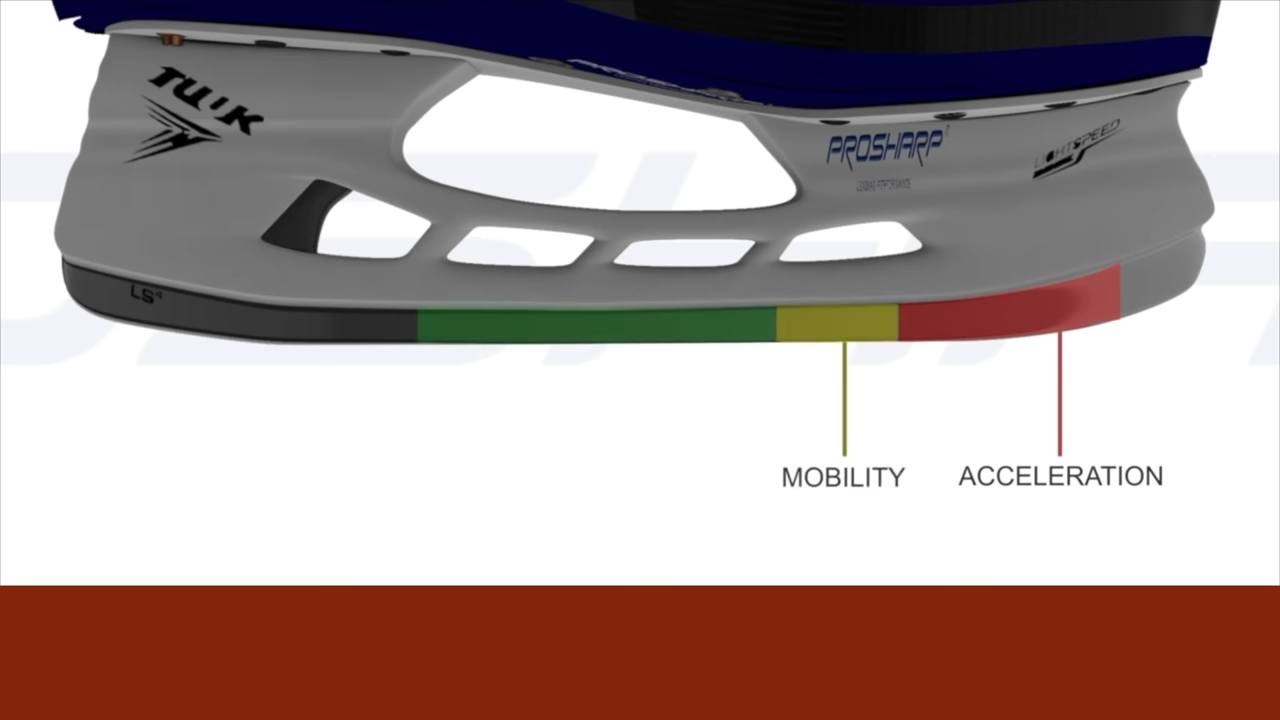 TUUK
PROSHARP
LIGHTSPEED
LS4
MOBILITY
ACCELERATION